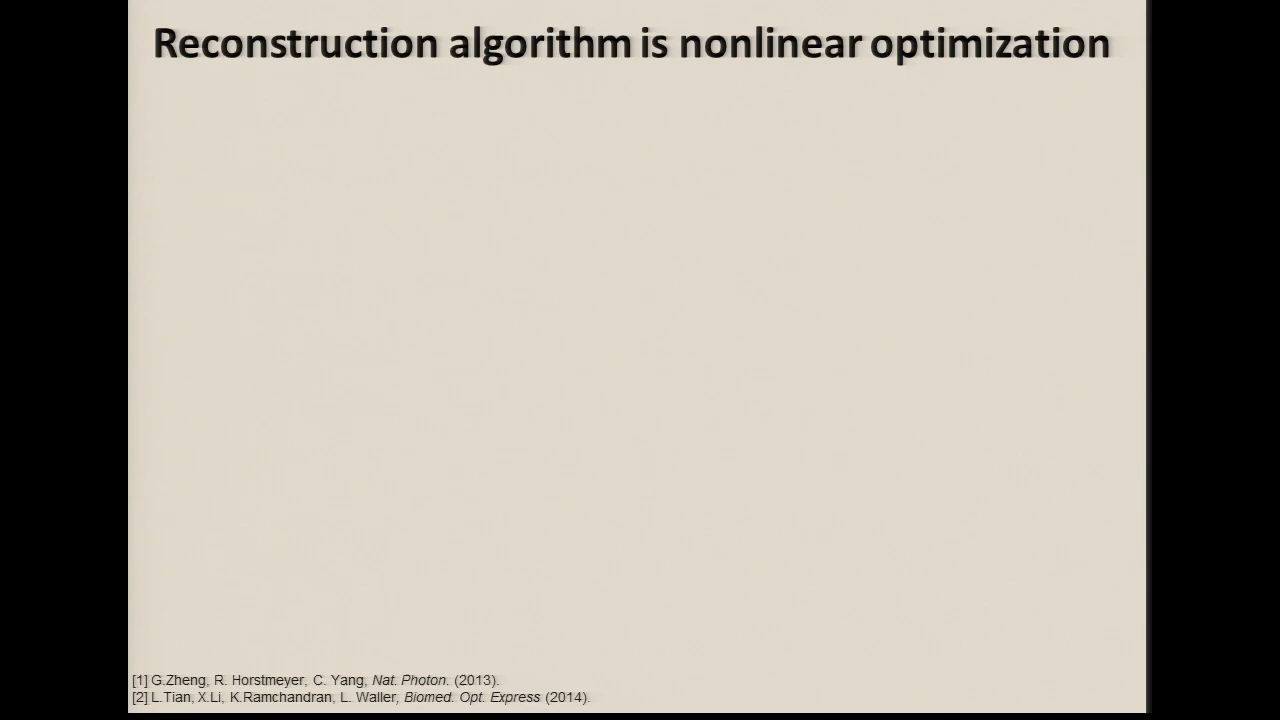 Reconstruction algorithm is nonlinear optimization
[1] G.Zheng, R. Horstmeyer, C. Yang, Nat. Photon. (2013).
[2] L.Tian, X.Li, K.Ramchandran, L. Waller, Biomed. Opt. Express (2014).